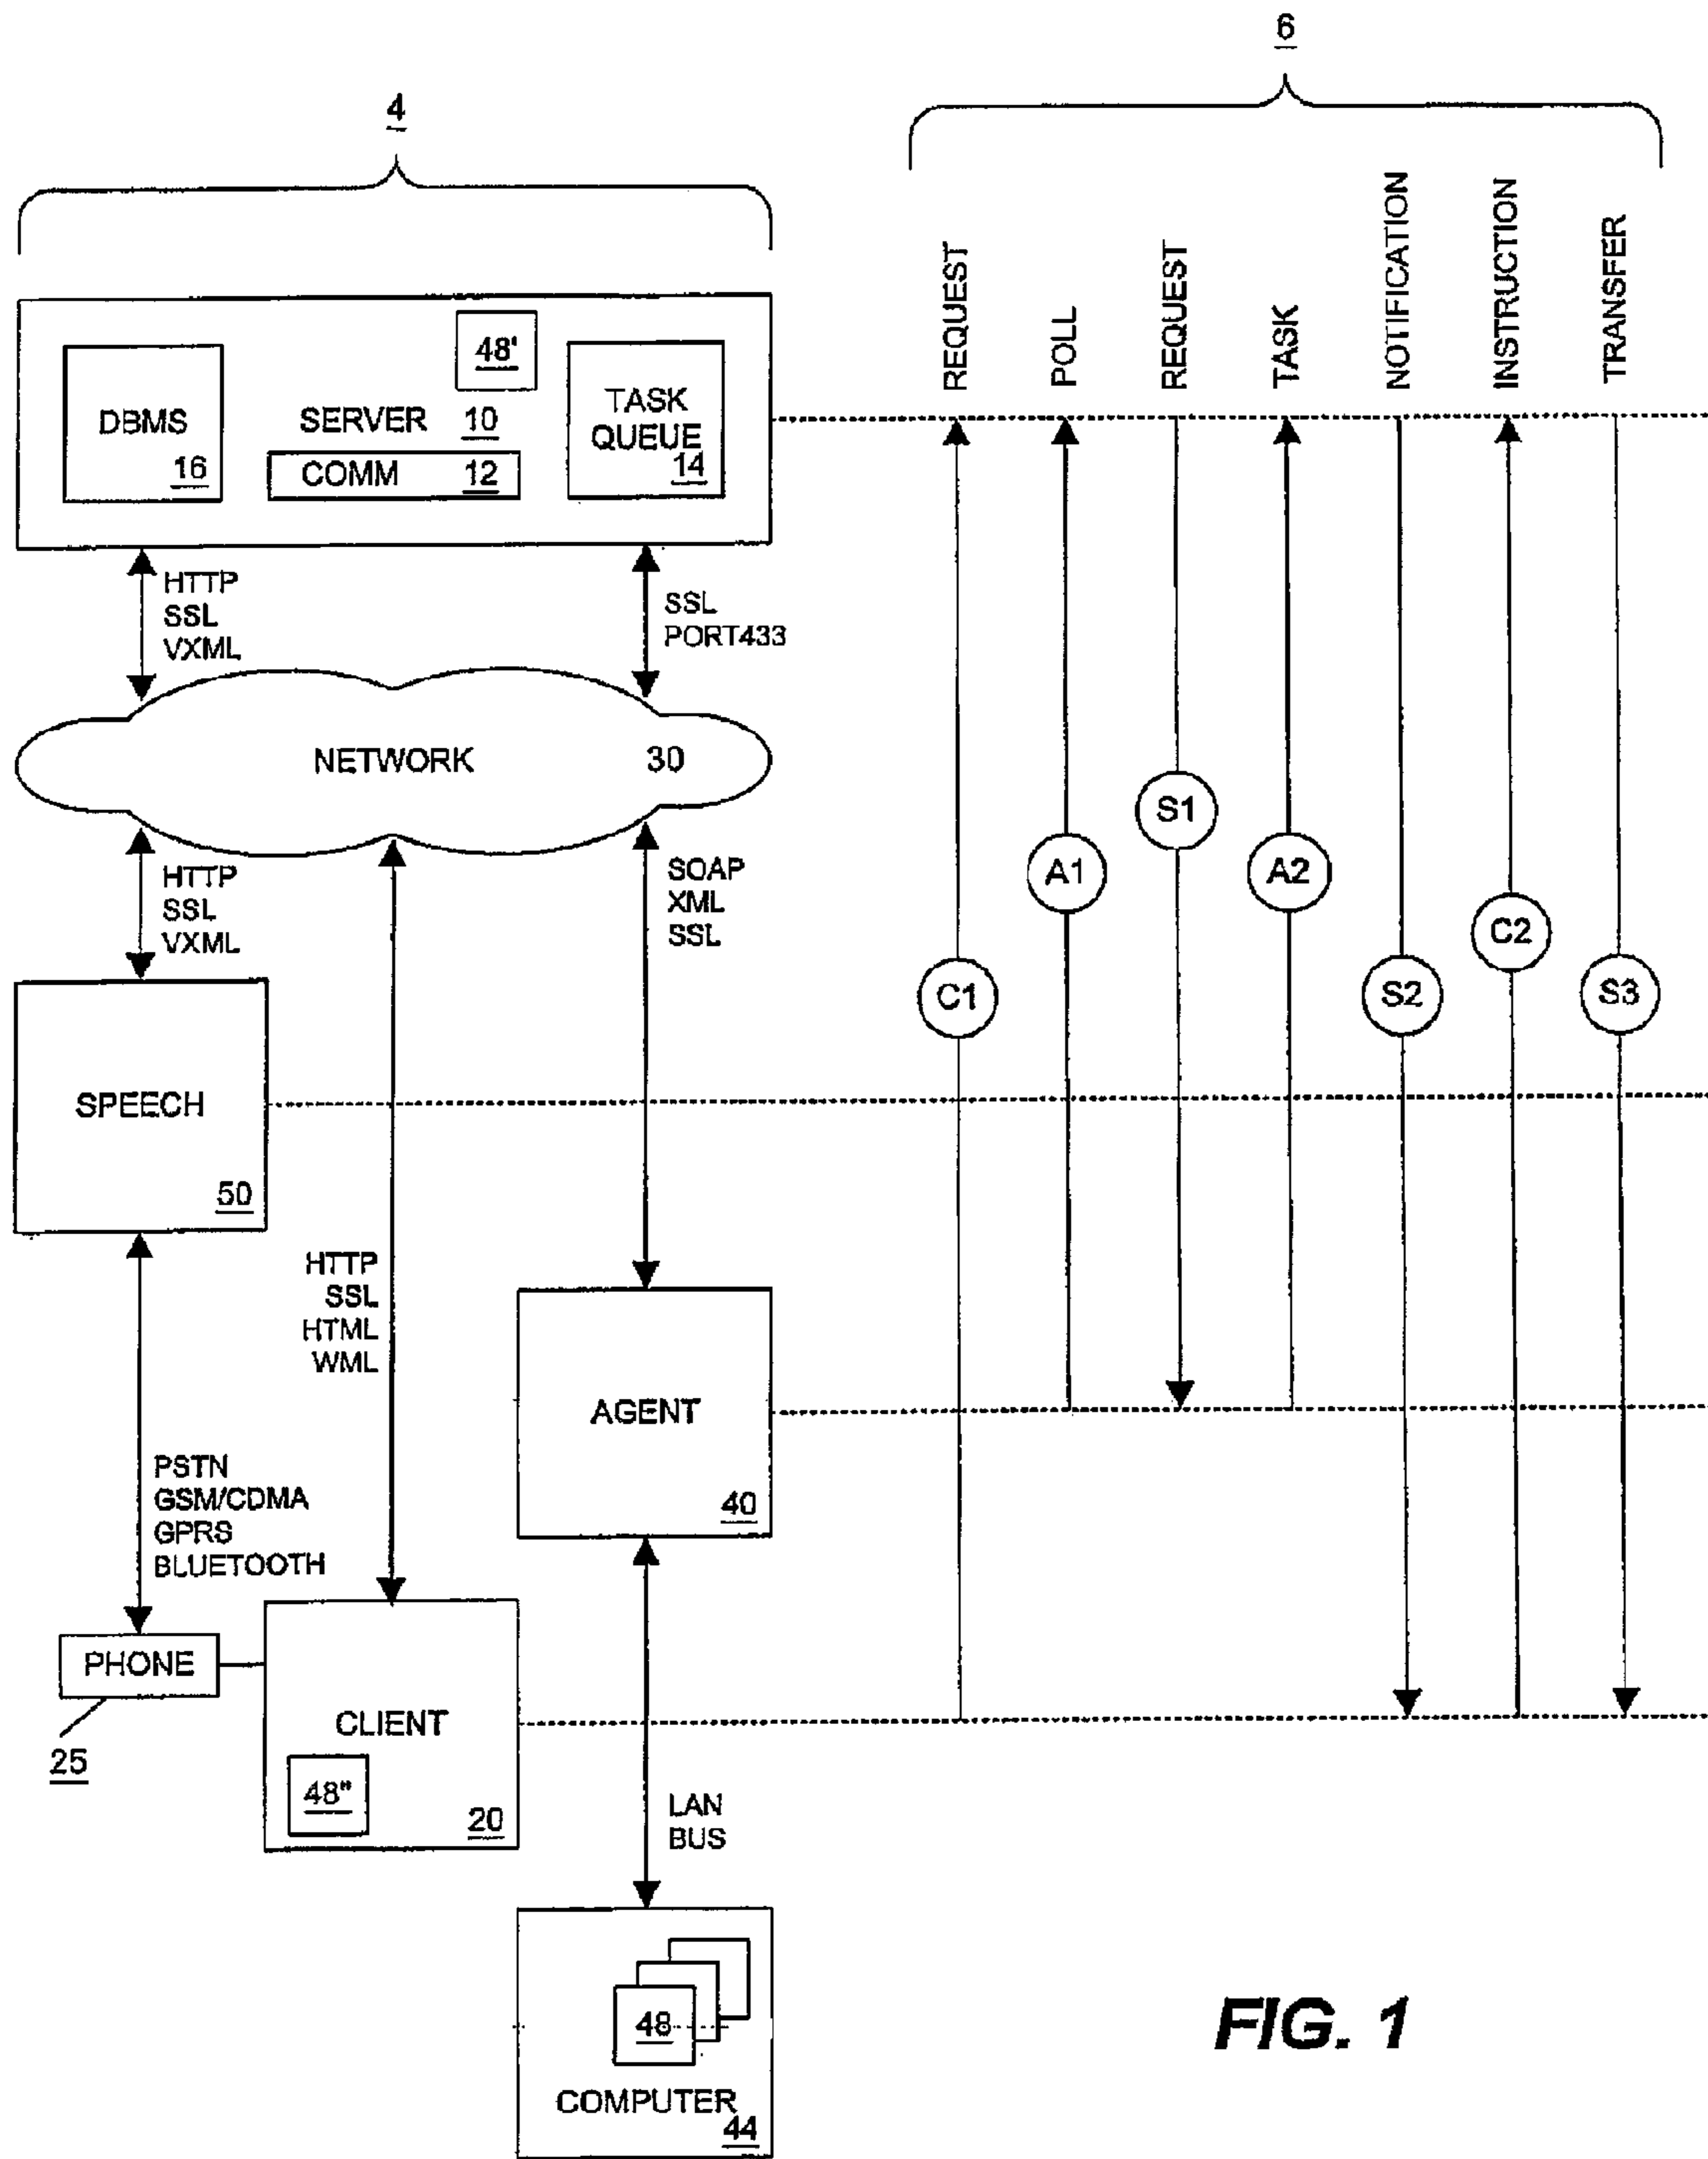 6
4
REQUEST
POLL
REQUEST
TASK
NOTIFICATION
INSTRUCTION
TRANSFER
48'
DBMS
16
SERVER 10
COMM 12
TASK
QUEUE
14
HTTP
SSL
VXML
SSL
PORT433
NETWORK 30
HTTP
SSL
VXML
SOAP
XML
SSL
S1
A1
A2
C2
C1
S2
S3
SPEECH
50
HTTP
SSL
HTML
WML
AGENT
40
PSTN
GSM/CDMA
GPRS
BLUETOOTH
PHONE
25
CLIENT
48"
20
LAN
BUS
48
COMPUTER
44
FIG. 1